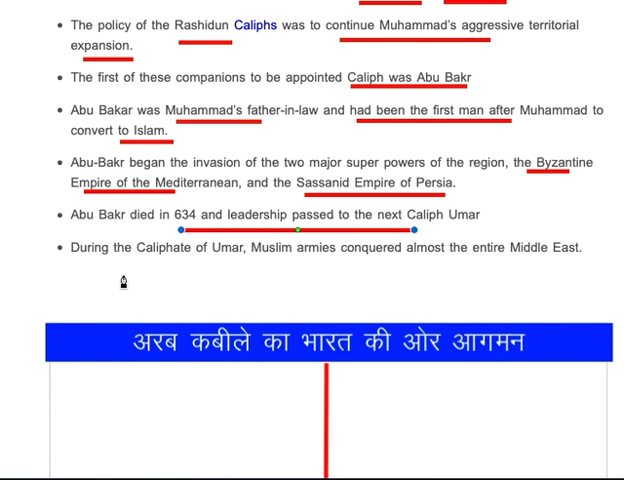 The policy of the Rashidun Caliphs was to continue Muhammad's aggressive territorial
expansion.
The first of these companions to be appointed Caliph was Abu Bakr
Abu Bakar was Muhammad's father-in-law and had been the first man after Muhammad to
convert to Islam.
Abu-Bakr began the invasion of the two major super powers of the region, the Byzantine
Empire of the Mediterranean, and the Sassanid Empire of Persia.
Abu Bakr died in 634 and leadership passed to the next Caliph Umar
During the Caliphate of Umar, Muslim armies conquered almost the entire Middle East.
अरब कबीले का भारत की ओर आगमन